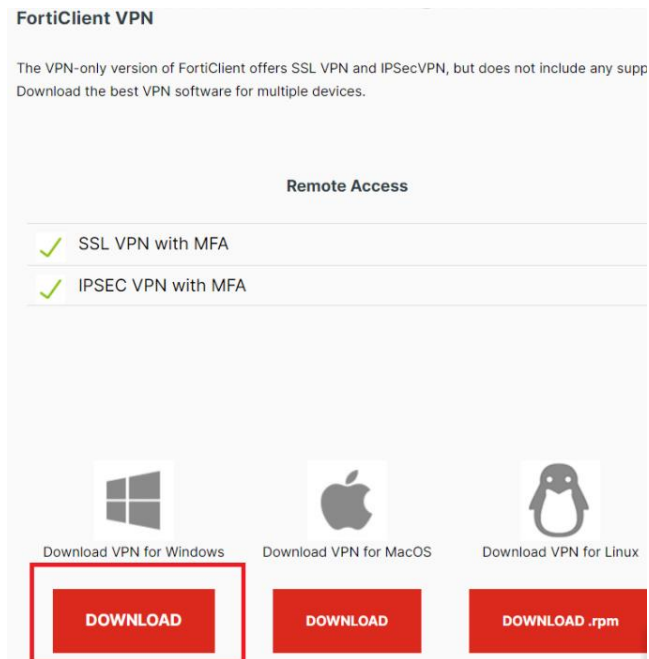 FortiClient VPN
The VPN-only version of FortiClient offers SSL VPN and IPSecVPN, but does not include any supp
Download the best VPN software for multiple devices.
Remote Access
SSL VPN with MFA
IPSEC VPN with MFA
Download VPN for Windows
Download VPN for MacOS
Download VPN for Linux
DOWNLOAD
DOWNLOAD
DOWNLOAD .rpm